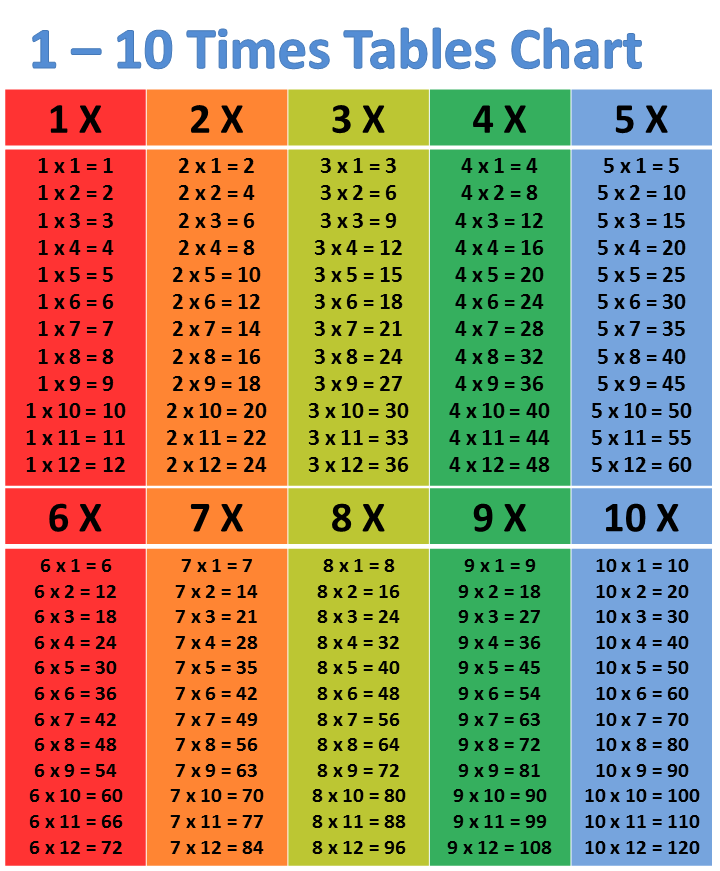 1 – 10 Times Tables Chart
1 X 2 X 3 X 4 X 5 X
1 x 1 = 1 2 x 1 = 2 3 x 1 = 3 4 x 1 = 4 5 x 1 = 5
1 x 2 = 2 2 x 2 = 4 3 x 2 = 6 4 x 2 = 8 5 x 2 = 10
1 x 3 = 3 2 x 3 = 6 3 x 3 = 9 4 x 3 = 12 5 x 3 = 15
1 x 4 = 4 2 x 4 = 8 3 x 4 = 12 4 x 4 = 16 5 x 4 = 20
1 x 5 = 5 2 x 5 = 10 3 x 5 = 15 4 x 5 = 20 5 x 5 = 25
1 x 6 = 6 2 x 6 = 12 3 x 6 = 18 4 x 6 = 24 5 x 6 = 30
1 x 7 = 7 2 x 7 = 14 3 x 7 = 21 4 x 7 = 28 5 x 7 = 35
1 x 8 = 8 2 x 8 = 16 3 x 8 = 24 4 x 8 = 32 5 x 8 = 40
1 x 9 = 9 2 x 9 = 18 3 x 9 = 27 4 x 9 = 36 5 x 9 = 45
1 x 10 = 10 2 x 10 = 20 3 x 10 = 30 4 x 10 = 40 5 x 10 = 50
1 x 11 = 11 2 x 11 = 22 3 x 11 = 33 4 x 11 = 44 5 x 11 = 55
1 x 12 = 12 2 x 12 = 24 3 x 12 = 36 4 x 12 = 48 5 x 12 = 60
6 X 7 X 8 X 9 X 10 X
6 x 1 = 6 7 x 1 = 7 8 x 1 = 8 9 x 1 = 9 10 x 1 = 10
6 x 2 = 12 7 x 2 = 14 8 x 2 = 16 9 x 2 = 18 10 x 2 = 20
6 x 3 = 18 7 x 3 = 21 8 x 3 = 24 9 x 3 = 27 10 x 3 = 30
6 x 4 = 24 7 x 4 = 28 8 x 4 = 32 9 x 4 = 36 10 x 4 = 40
6 x 5 = 30 7 x 5 = 35 8 x 5 = 40 9 x 5 = 45 10 x 5 = 50
6 x 6 = 36 7 x 6 = 42 8 x 6 = 48 9 x 6 = 54 10 x 6 = 60
6 x 7 = 42 7 x 7 = 49 8 x 7 = 56 9 x 7 = 63 10 x 7 = 70
6 x 8 = 48 7 x 8 = 56 8 x 8 = 64 9 x 8 = 72 10 x 8 = 80
6 x 9 = 54 7 x 9 = 63 8 x 9 = 72 9 x 9 = 81 10 x 9 = 90
6 x 10 = 60 7 x 10 = 70 8 x 10 = 80 9 x 10 = 90 10 x 10 = 100
6 x 11 = 66 7 x 11 = 77 8 x 11 = 88 9 x 11 = 99 10 x 11 = 110
6 x 12 = 72 7 x 12 = 84 8 x 12 = 96 9 x 12 = 108 10 x 12 = 120